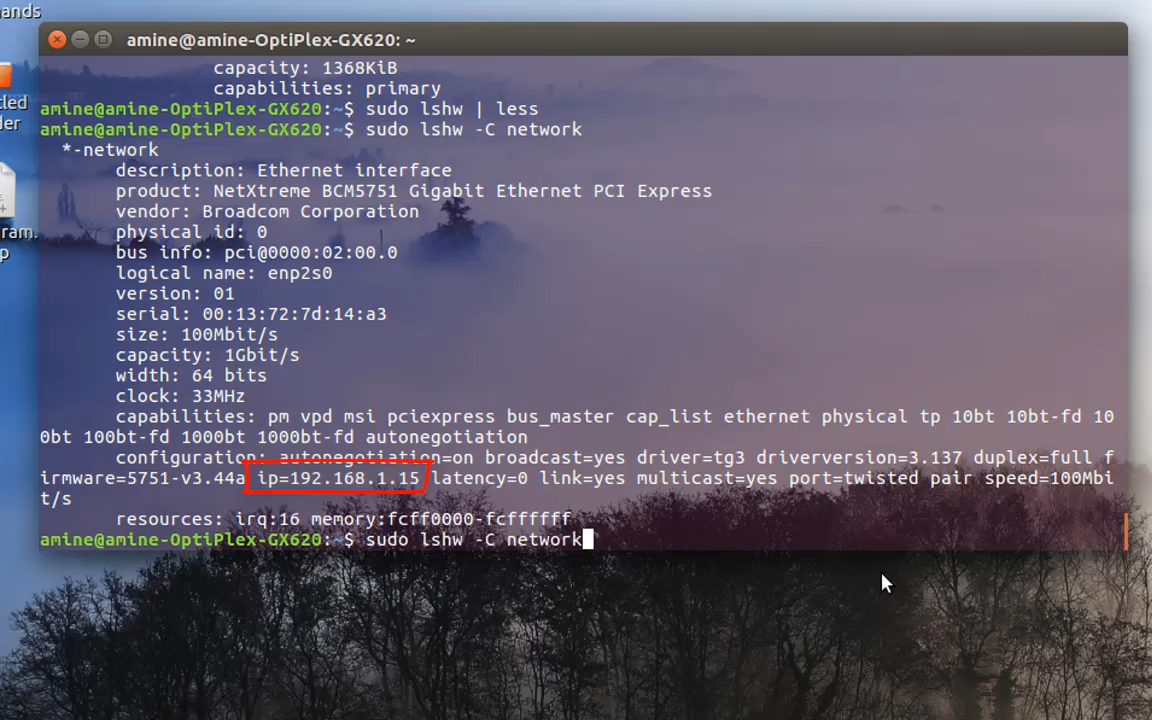 ands
amine@amine-OptiPlex-GX620: ~
capacity: 1368KiB
capabilities: primary
amine@amine-OptiPlex-GX620:~$ sudo lshw | less
amine@amine-OptiPlex-GX620:~$ sudo lshw -C network
*-network
description: Ethernet interface
product: NetXtreme BCM5751 Gigabit Ethernet PCI Express
vendor: Broadcom Corporation
physical id: 0
bus info: pci@0000:02:00.0
logical name: enp2s0
version: 01
serial: 00:13:72:7d:14:a3
size: 100Mbit/s
capacity: 1Gbit/s
width: 64 bits
clock: 33MHz
capabilities: pm vpd msi pciexpress bus_master cap_list ethernet physical tp 10bt 10bt-fd 10
0bt 100bt-fd 1000bt 1000bt-fd autonegotiation
configuration: autonegotiation=on broadcast=yes driver=tg3 driverversion=3.137 duplex=full f
irmware=5751-v3.44a ip=192.168.1.15 latency=0 link=yes multicast=yes port=twisted pair speed=100Mbi
t/s
resources: irq:16 memory:fcff0000-fcffffff
amine@amine-OptiPlex-GX620:~$ sudo lshw -C network
tled
der
ram.
p